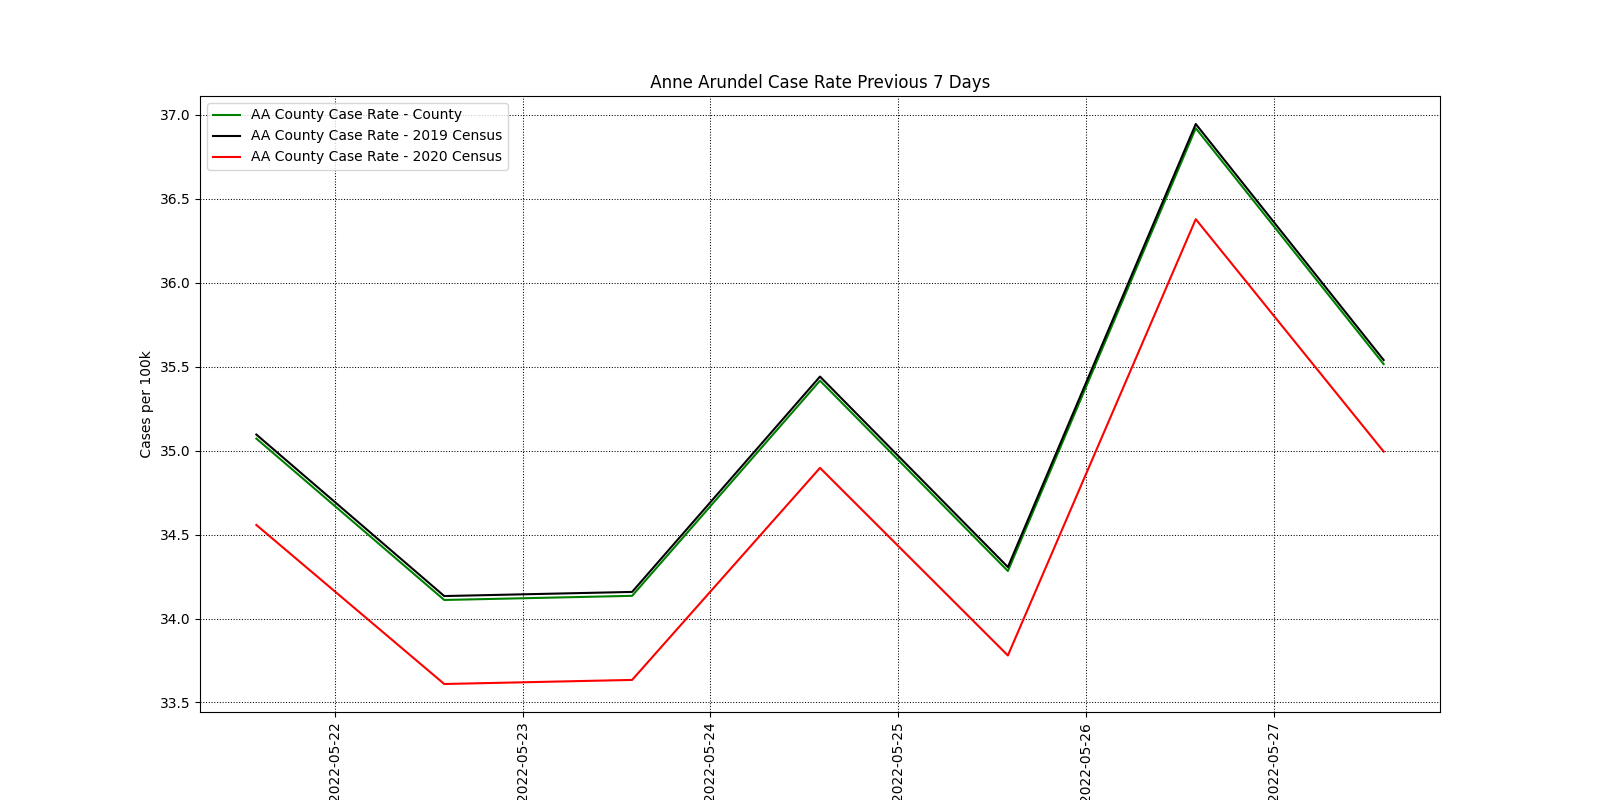 Anne Arundel Case Rate Previous 7 Days
AA County Case Rate - County
AA County Case Rate - 2019 Census
AA County Case Rate - 2020 Census
Cases per 100k
37.0
36.5
36.0
35.5
35.0
34.5
34.0
33.5
2022-05-22
2022-05-23
2022-05-24
2022-05-25
2022-05-26
2022-05-27